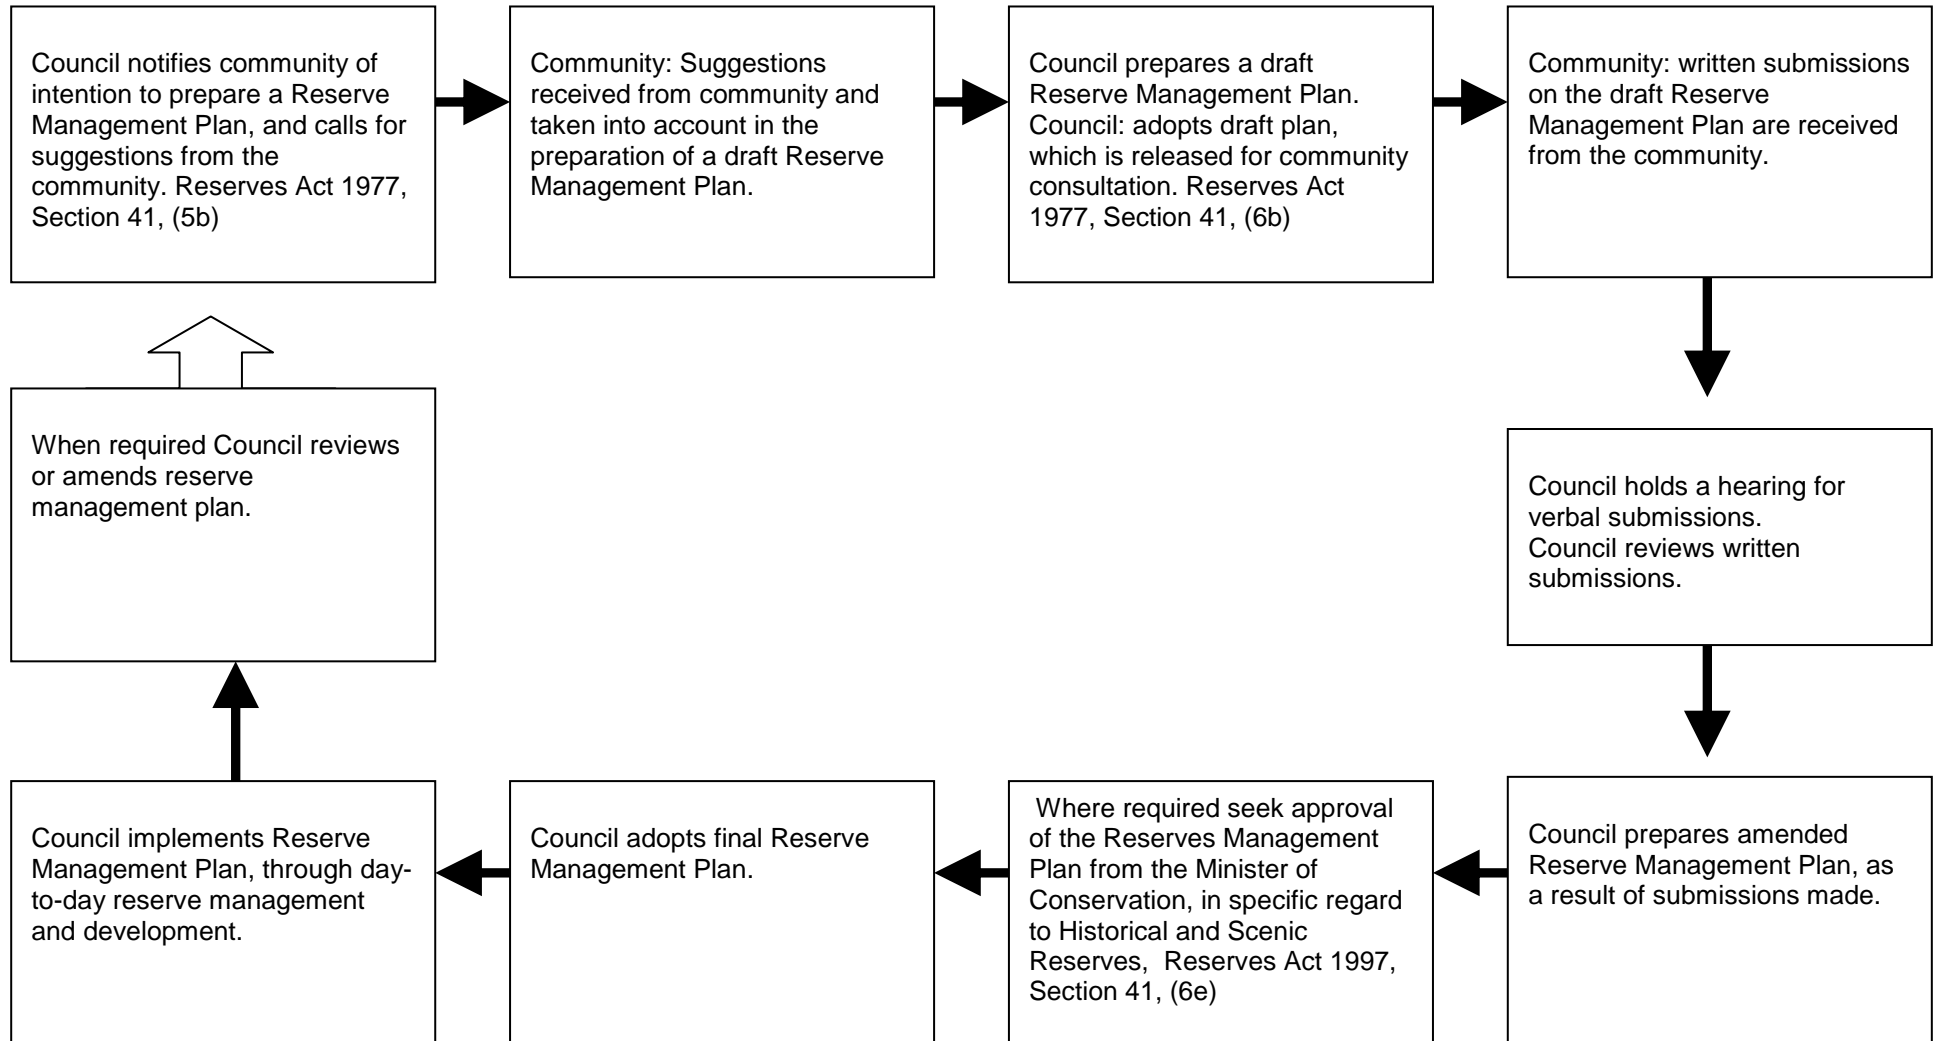 Council notifies community of
intention to prepare a Reserve
Management Plan, and calls for
suggestions from the
community. Reserves Act 1977,
Section 41, (5b)
Community: Suggestions
received from community and
taken into account in the
preparation of a draft Reserve
Management Plan.
Council prepares a draft
Reserve Management Plan.
Council: adopts draft plan,
which is released for community
consultation. Reserves Act
1977, Section 41, (6b)
Community: written submissions
on the draft Reserve
Management Plan are received
from the community.
Council holds a hearing for
verbal submissions.
Council reviews written
submissions.
Council prepares amended
Reserve Management Plan, as
a result of submissions made.
Where required seek approval
of the Reserves Management
Plan from the Minister of
Conservation, in specific regard
to Historical and Scenic
Reserves, Reserves Act 1997,
Section 41, (6e)
Council adopts final Reserve
Management Plan.
Council implements Reserve
Management Plan, through day-
to-day reserve management
and development.
When required Council reviews
or amends reserve
management plan.